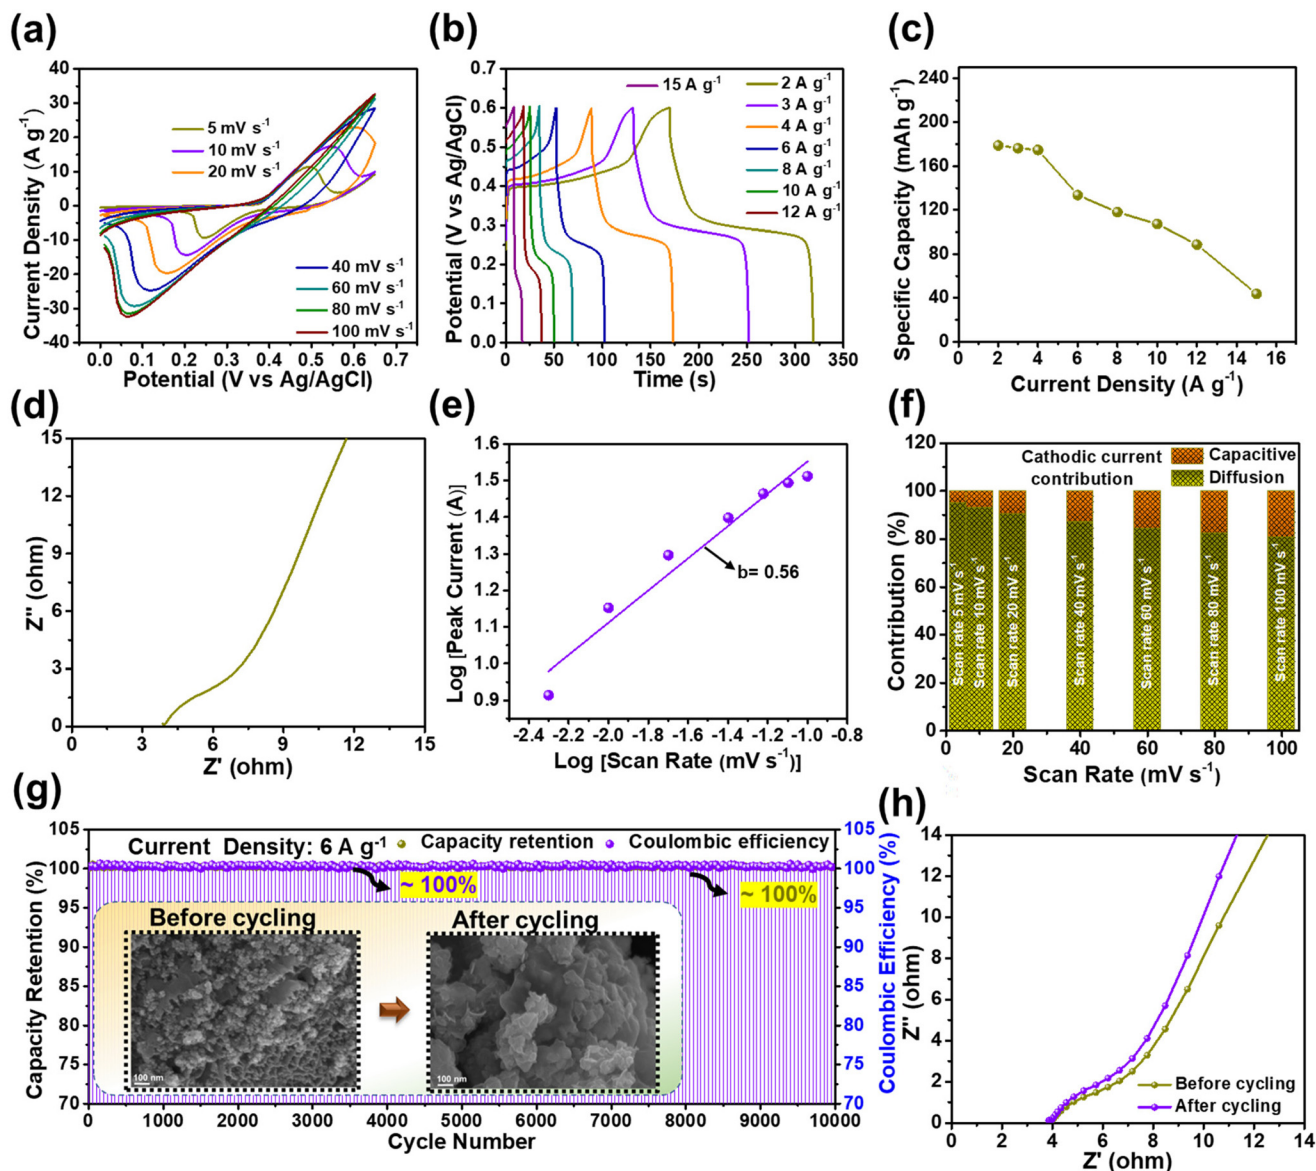 (a)
Current Density (A g⁻¹)
40
30
20
10
0
-10
-20
-30
-40
5 mV s⁻¹
10 mV s⁻¹
20 mV s⁻¹
40 mV s⁻¹
60 mV s⁻¹
80 mV s⁻¹
100 mV s⁻¹
0.0 0.1 0.2 0.3 0.4 0.5 0.6 0.7
Potential (V vs Ag/AgCl)
(b)
Potential (V vs Ag/AgCl)
0.7
0.6
0.5
0.4
0.3
0.2
0.1
0.0
15 A g⁻¹
2 A g⁻¹
3 A g⁻¹
4 A g⁻¹
6 A g⁻¹
8 A g⁻¹
10 A g⁻¹
12 A g⁻¹
0 50 100 150 200 250 300 350
Time (s)
(c)
Specific Capacity (mAh g⁻¹)
240
200
160
120
80
40
0
0 2 4 6 8 10 12 14 16
Current Density (A g⁻¹)
(d)
Z'' (ohm)
15
12
9
6
3
0
0 3 6 9 12 15
Z' (ohm)
(e)
Log [Peak Current (A)]
1.6
1.5
1.4
1.3
1.2
1.1
1.0
0.9
b= 0.56
-2.4 -2.2 -2.0 -1.8 -1.6 -1.4 -1.2 -1.0 -0.8
Log [Scan Rate (mV s⁻¹)]
(f)
Contribution (%)
120
100
80
60
40
20
0
Cathodic current
contribution
Capacitive
Diffusion
Scan rate 5 mV s⁻¹
Scan rate 10 mV s⁻¹
Scan rate 20 mV s⁻¹
Scan rate 40 mV s⁻¹
Scan rate 60 mV s⁻¹
Scan rate 80 mV s⁻¹
Scan rate 100 mV s⁻¹
0 20 40 60 80 100
Scan Rate (mV s⁻¹)
(g)
Capacity Retention (%)
105
100
95
90
85
80
75
70
Current Density: 6 A g⁻¹
Capacity retention
Coulombic efficiency
~ 100%
~ 100%
Before cycling
After cycling
100 nm
100 nm
0 1000 2000 3000 4000 5000 6000 7000 8000 9000 10000
Cycle Number
105
100
95
90
85
80
75
70
Coulombic Efficiency (%)
(h)
Z'' (ohm)
14
12
10
8
6
4
2
0
Before cycling
After cycling
0 2 4 6 8 10 12 14
Z' (ohm)